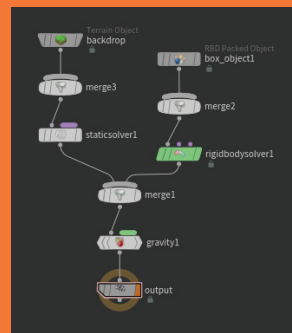 Terrain Object
backdrop
RBD Packed Object
box_object1
merge3
merge2
staticsolver1
rigidbodysolver1
merge1
gravity1
output